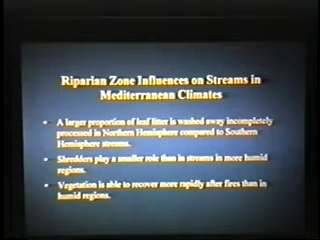 Riparian Zone Influences on Streams in
Mediterranean Climates
• A larger proportion of leaf litter is washed away incompletely
processed in Northern Hemisphere compared to Southern
Hemisphere streams.
• Shredders play a smaller role than in streams in more humid
regions.
• Vegetation is able to recover more rapidly after fires than in
humid regions.